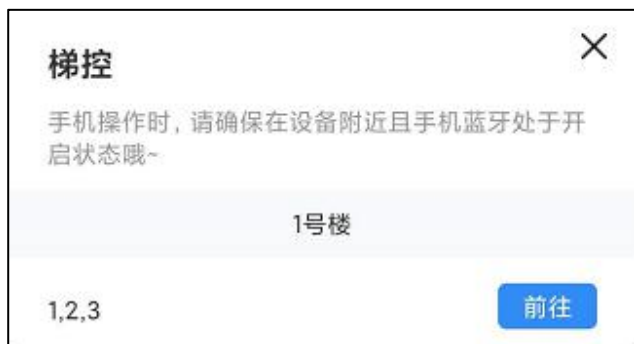 梯控
手机操作时，请确保在设备附近且手机蓝牙处于开
启状态哦~
1号楼
1,2,3
前往